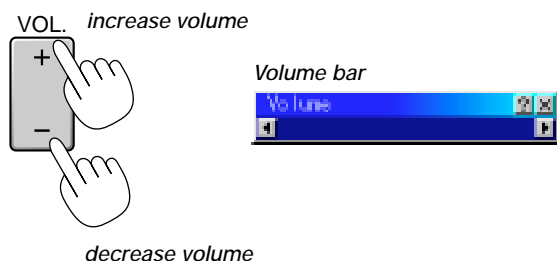 VOL.
increase volume
+
−
Volume bar
Volume
?
decrease volume